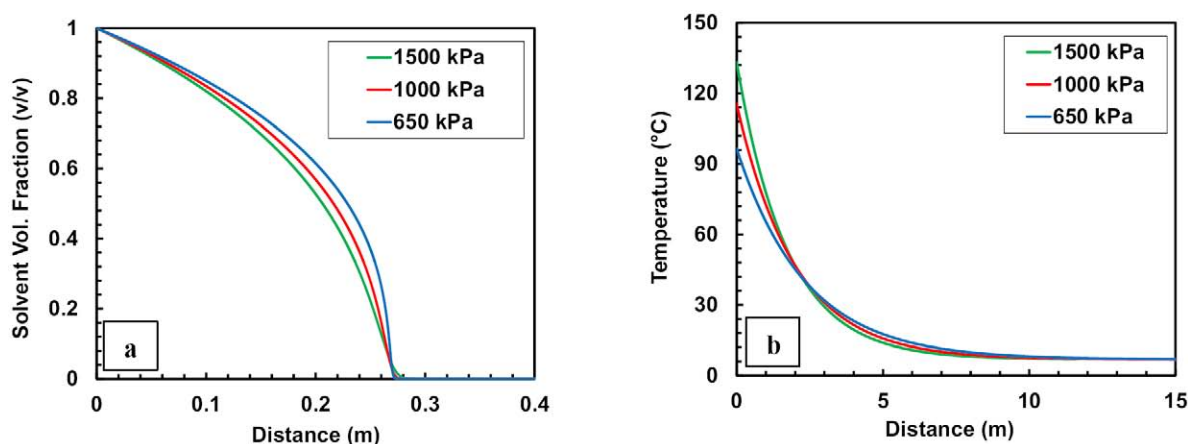 1
0.8
0.6
0.4
0.2
0
Solvent Vol. Fraction (v/v)
1500 kPa
1000 kPa
650 kPa
a
0 0.1 0.2 0.3 0.4
Distance (m)
150
120
90
60
30
0
Temperature (°C)
1500 kPa
1000 kPa
650 kPa
b
0 5 10 15
Distance (m)